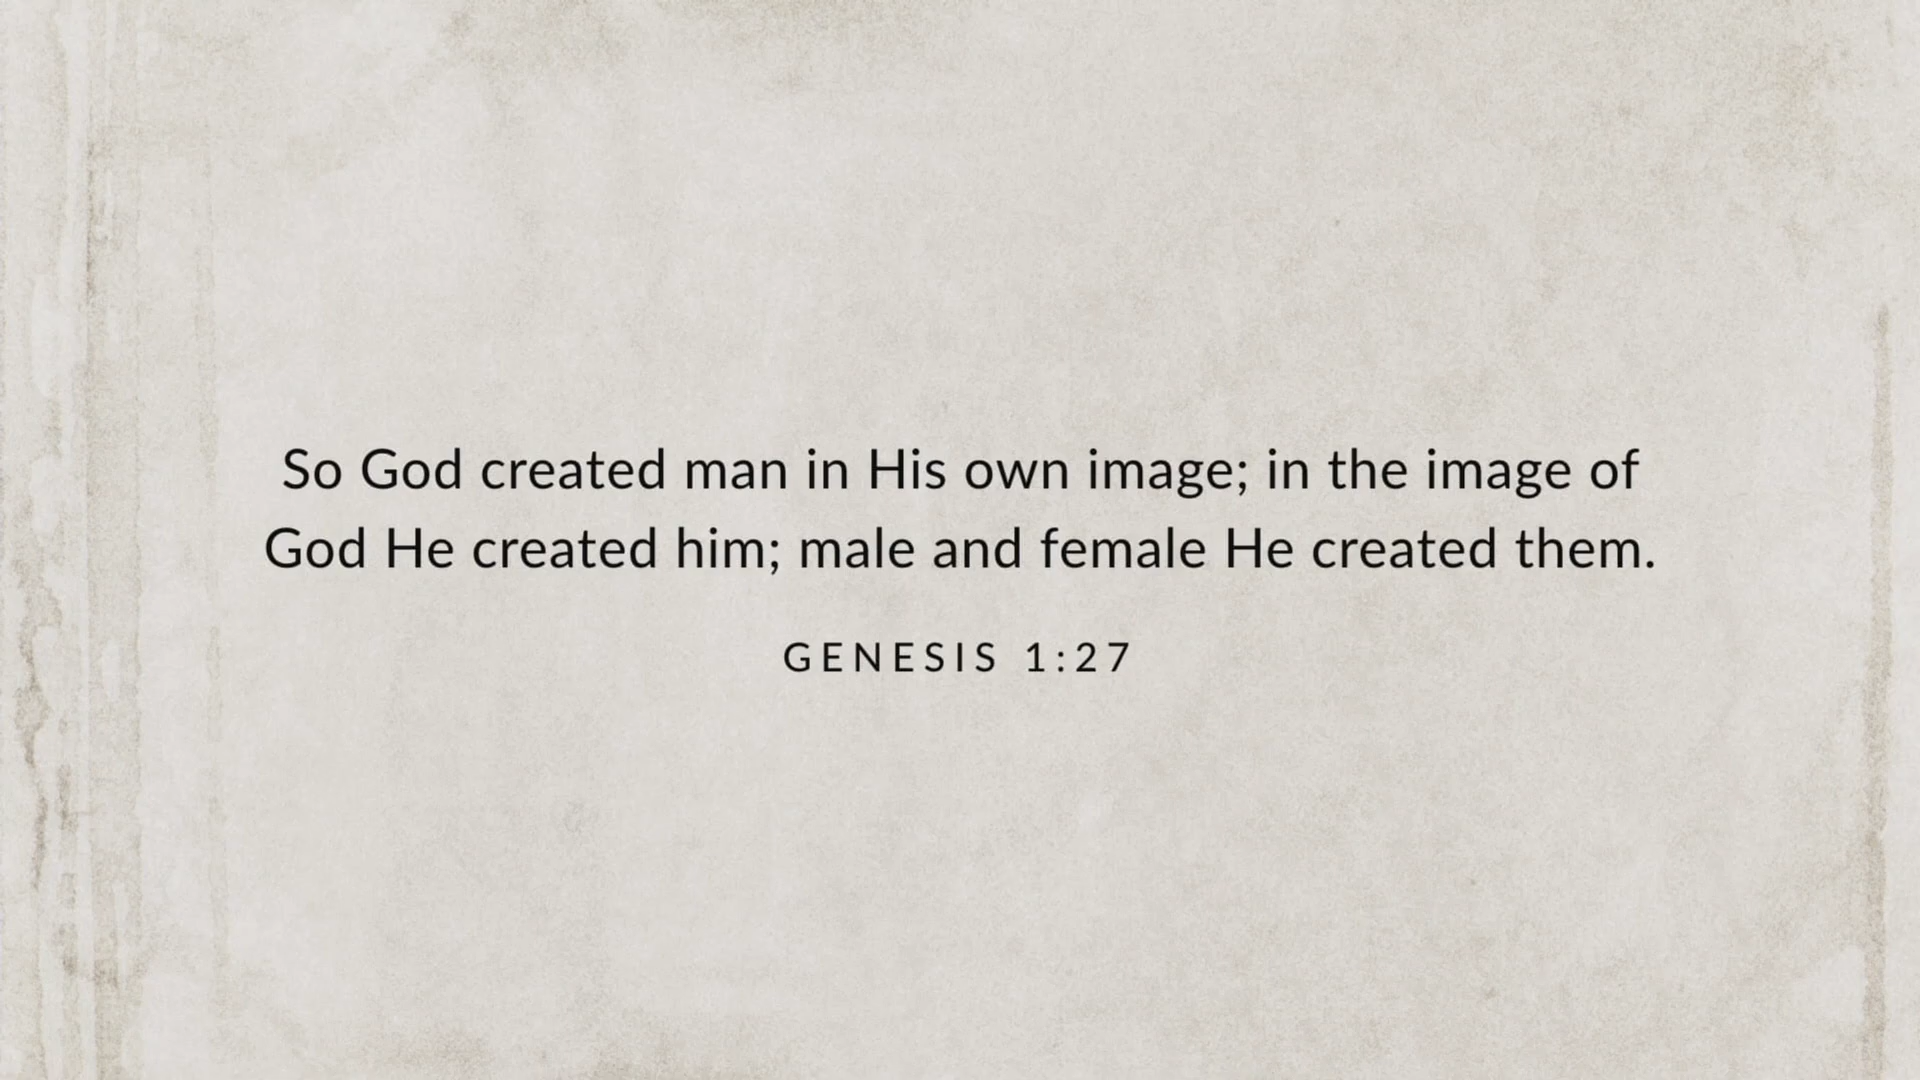 So God created man in His own image; in the image of
God He created him; male and female He created them.
GENESIS 1:27